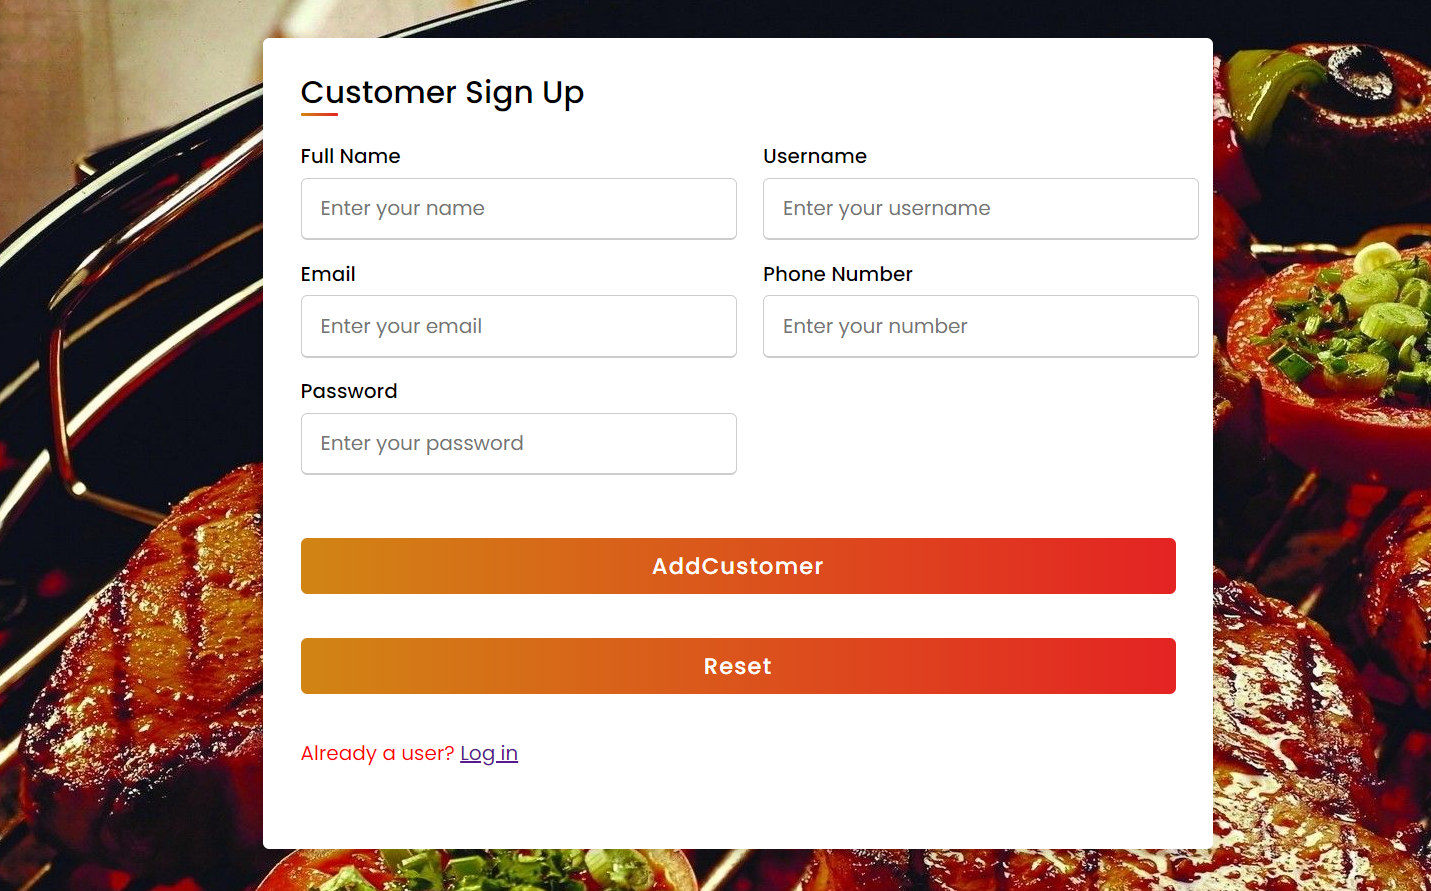 Customer Sign Up
Full Name
Username
Enter your name
Enter your username
Email
Phone Number
Enter your email
Enter your number
Password
Enter your password
AddCustomer
Reset
Already a user? Log in